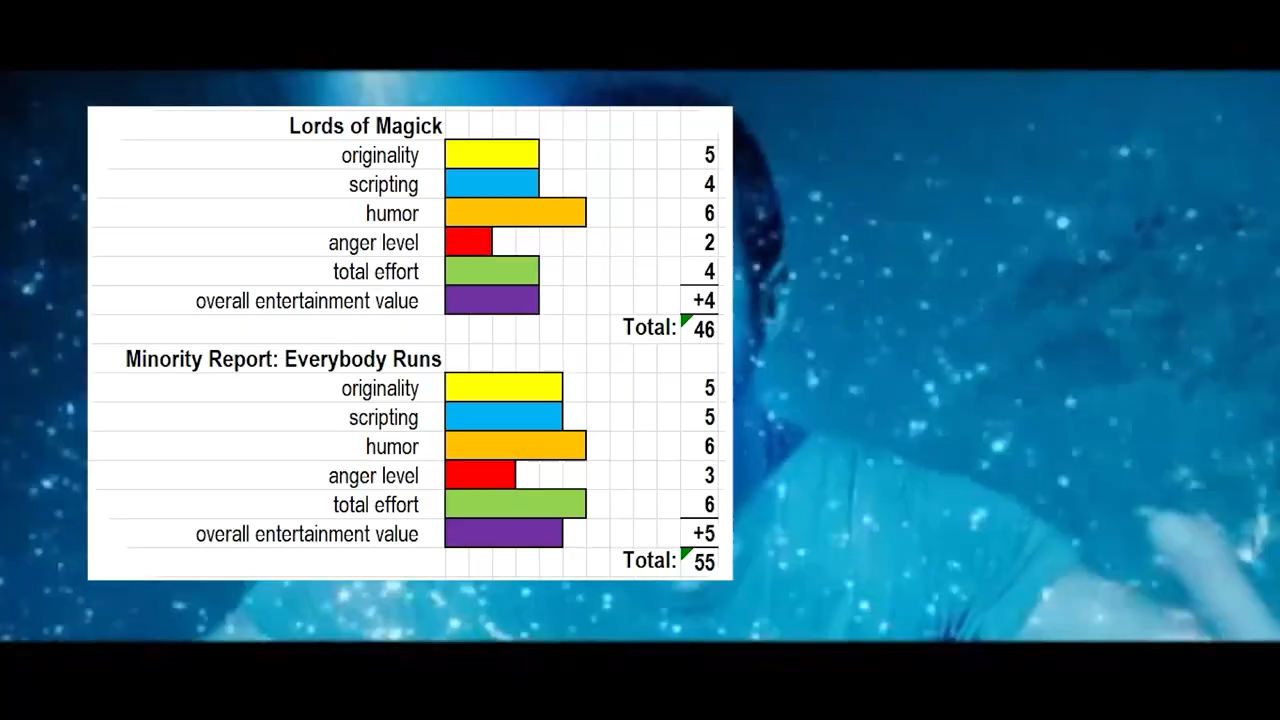 Lords of Magick
originality 5
scripting 4
humor 6
anger level 2
total effort 4
overall entertainment value +4
Total: 46
Minority Report: Everybody Runs
originality 5
scripting 5
humor 6
anger level 3
total effort 6
overall entertainment value +5
Total: 55